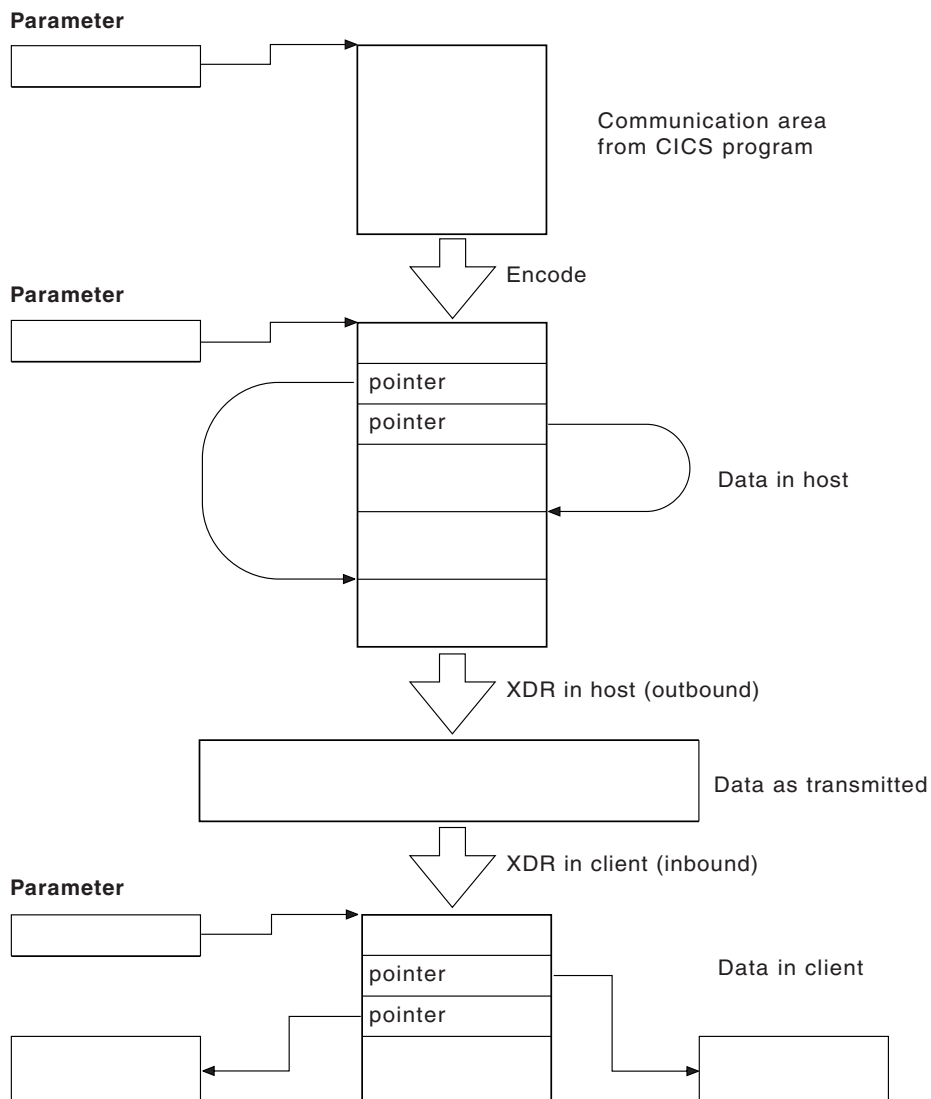 Parameter
Communication area
from CICS program
Encode
Parameter
pointer
pointer
Data in host
XDR in host (outbound)
Data as transmitted
XDR in client (inbound)
Parameter
pointer
Data in client
pointer